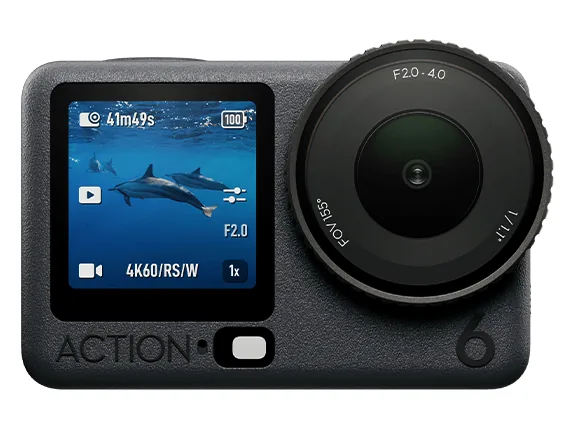 F2.0 - 4.0
41m49s
100
FOV 155°
1/1.1"
F2.0
4K60/RS/W
1x
ACTION
6